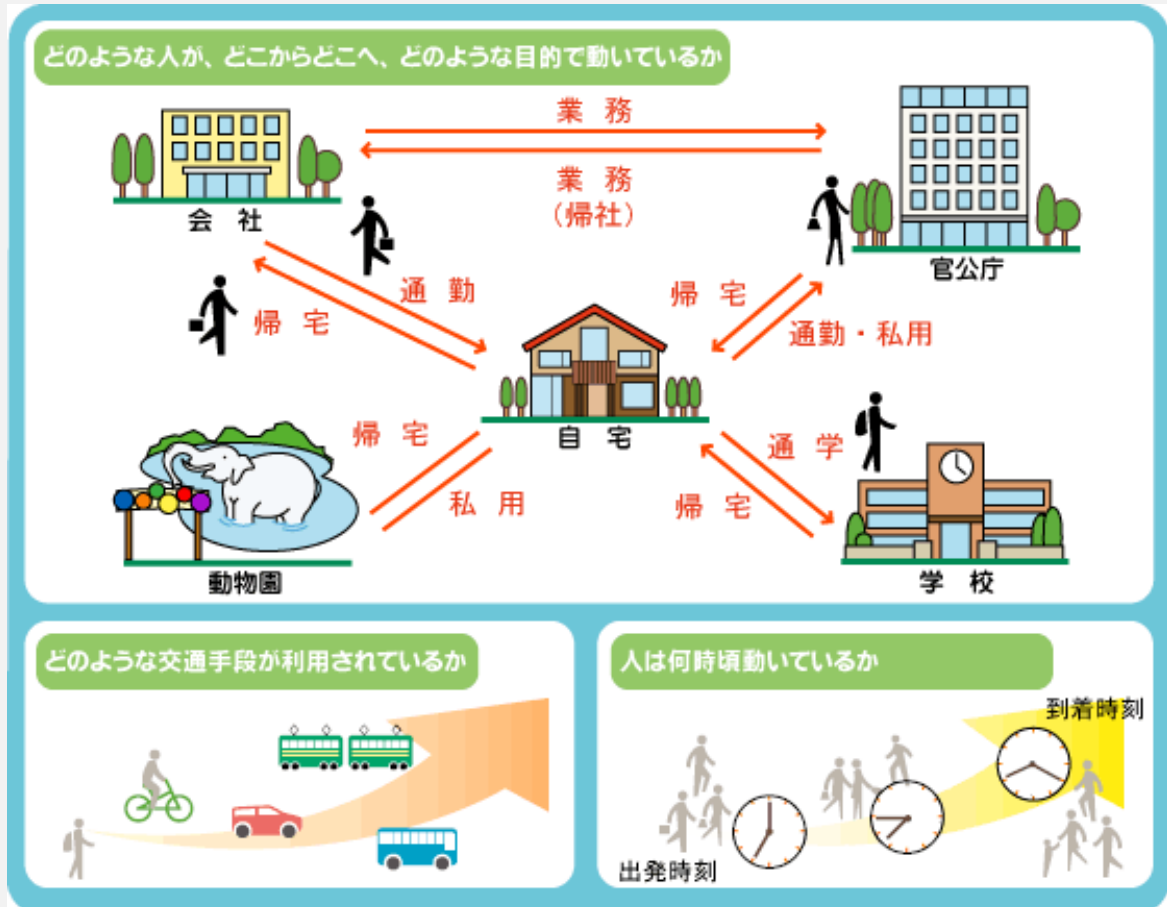 どのような人が、どこからどこへ、どのような目的で動いているか
業務
業務
（帰社）
会社
官公庁
通勤
帰宅
帰宅
通勤・私用
自宅
帰宅
私用
通学
帰宅
動物園
学校
どのような交通手段が利用されているか
人は何時頃動いているか
到着時刻
出発時刻